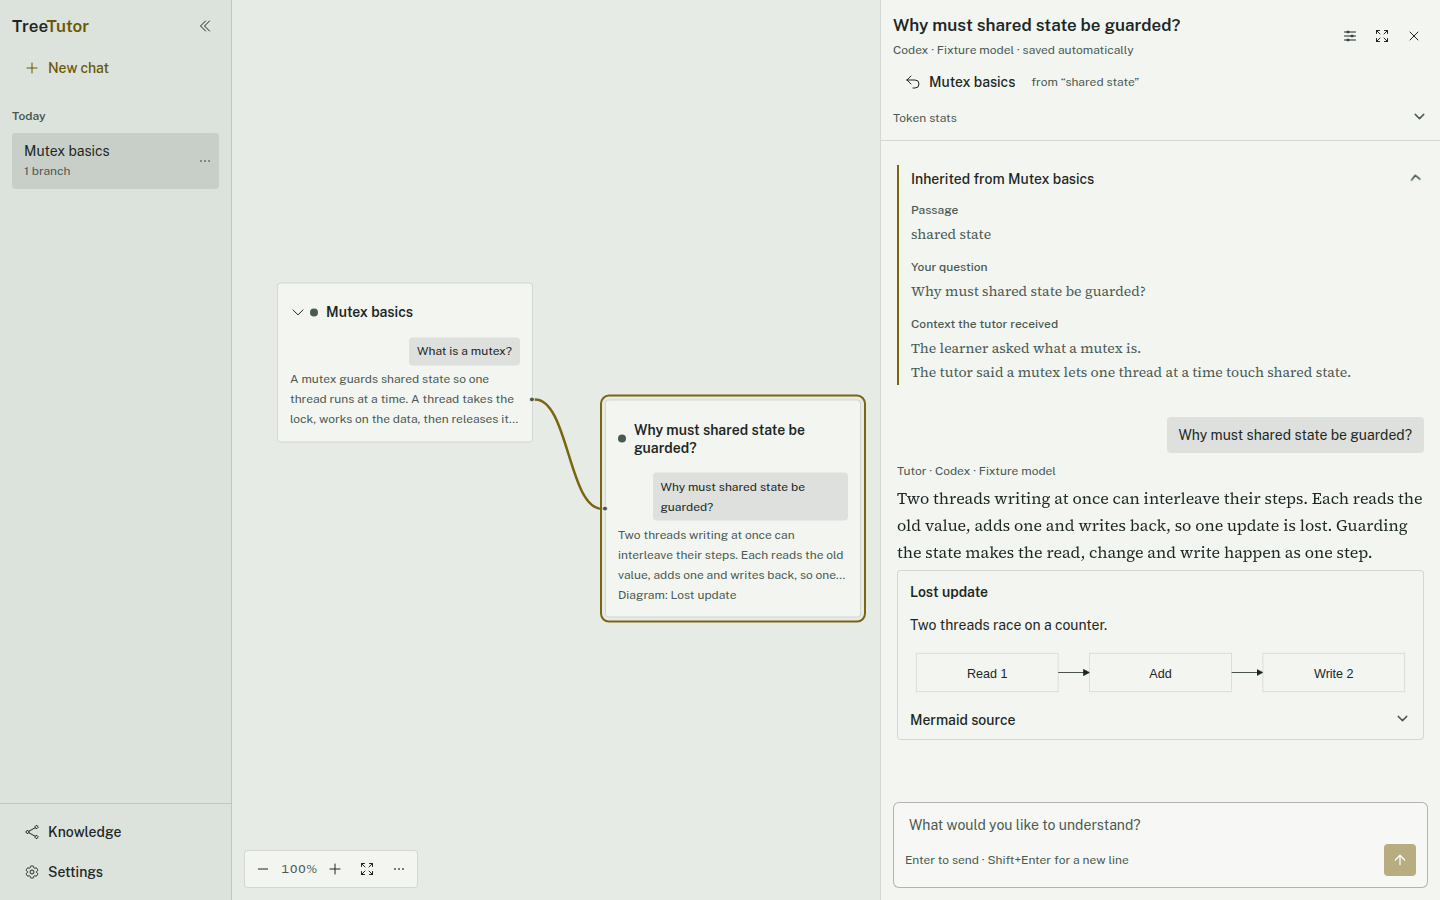 TreeTutor
New chat
Today
Mutex basics
1 branch
Knowledge
Settings
Mutex basics
What is a mutex?
A mutex guards shared state so one
thread runs at a time. A thread takes the
lock, works on the data, then releases it...
Why must shared state be
guarded?
Why must shared state be
guarded?
Two threads writing at once can
interleave their steps. Each reads the old
value, adds one and writes back, so one...
Diagram: Lost update
100%
Why must shared state be guarded?
Codex · Fixture model · saved automatically
Mutex basics from “shared state”
Token stats
Inherited from Mutex basics
Passage
shared state
Your question
Why must shared state be guarded?
Context the tutor received
The learner asked what a mutex is.
The tutor said a mutex lets one thread at a time touch shared state.
Why must shared state be guarded?
Tutor · Codex · Fixture model
Two threads writing at once can interleave their steps. Each reads the
old value, adds one and writes back, so one update is lost. Guarding
the state makes the read, change and write happen as one step.
Lost update
Two threads race on a counter.
Read 1 Add Write 2
Mermaid source
What would you like to understand?
Enter to send · Shift+Enter for a new line